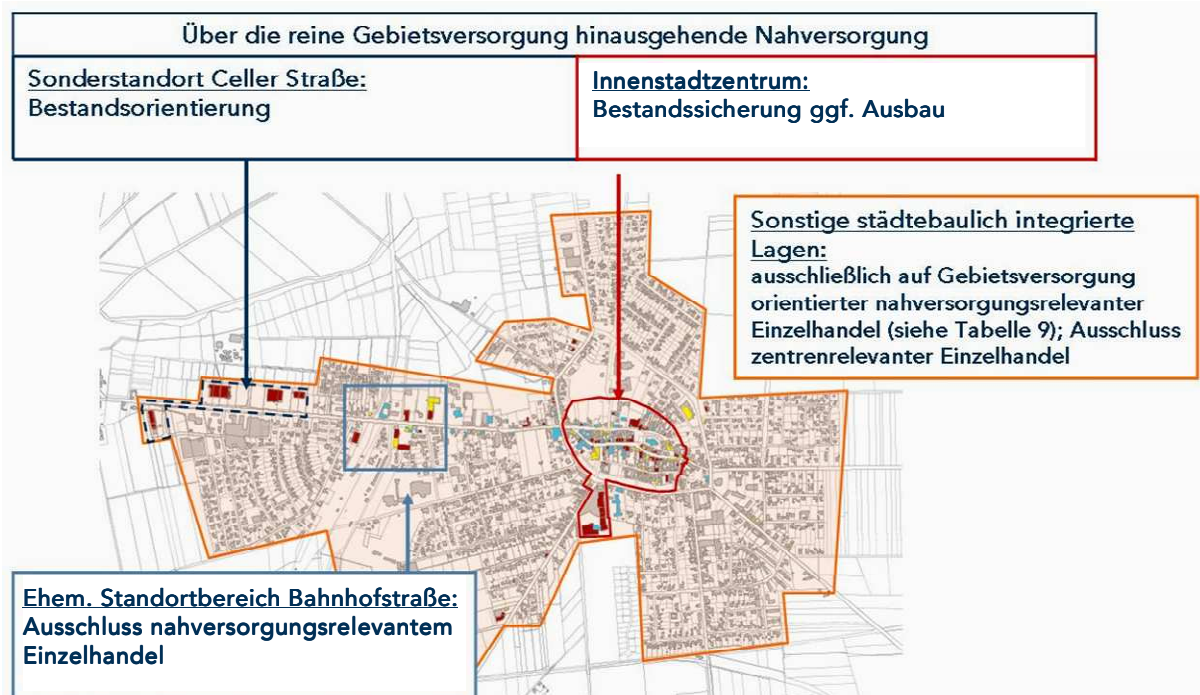 Über die reine Gebietsversorgung hinausgehende Nahversorgung
Sonderstandort Celler Straße:
Bestandsorientierung
Innenstadtzentrum:
Bestandssicherung ggf. Ausbau
Sonstige städtebaulich integrierte
Lagen:
ausschließlich auf Gebietsversorgung
orientierter nahversorgungsrelevanter
Einzelhandel (siehe Tabelle 9); Ausschluss
zentrenrelevanter Einzelhandel
Ehem. Standortbereich Bahnhofstraße:
Ausschluss nahversorgungsrelevantem
Einzelhandel